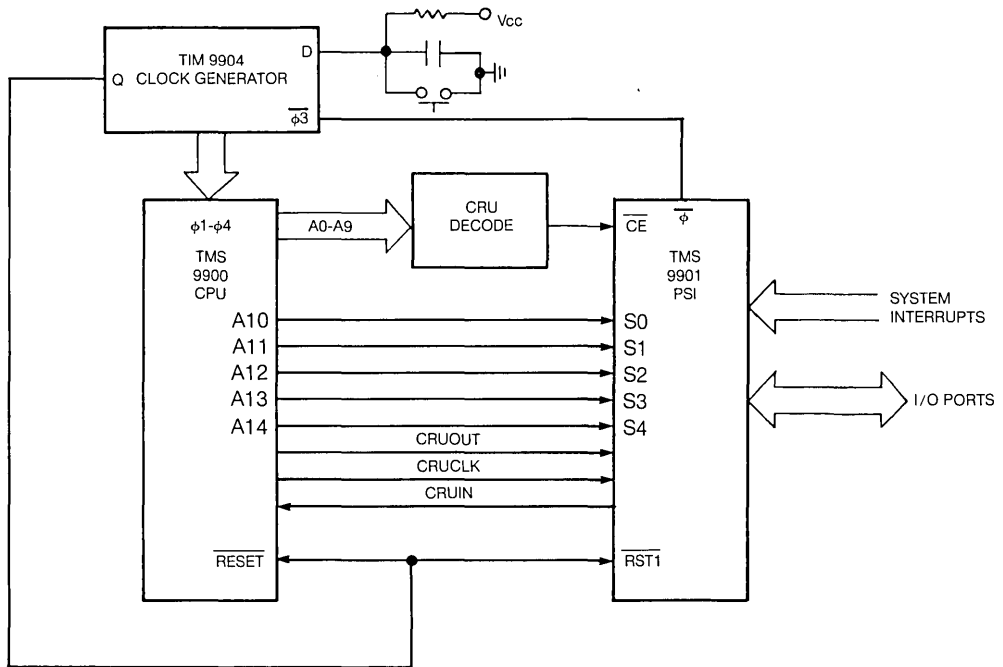 Vcc
TIM 9904
CLOCK GENERATOR
D
Q
φ3
φ1-φ4
TMS
9900
CPU
A0-A9
CRU
DECODE
CE
φ
TMS
9901
PSI
SYSTEM
INTERRUPTS
A10
S0
A11
S1
A12
S2
A13
S3
I/O PORTS
A14
S4
CRUOUT
CRUCLK
CRUIN
RESET
RST1